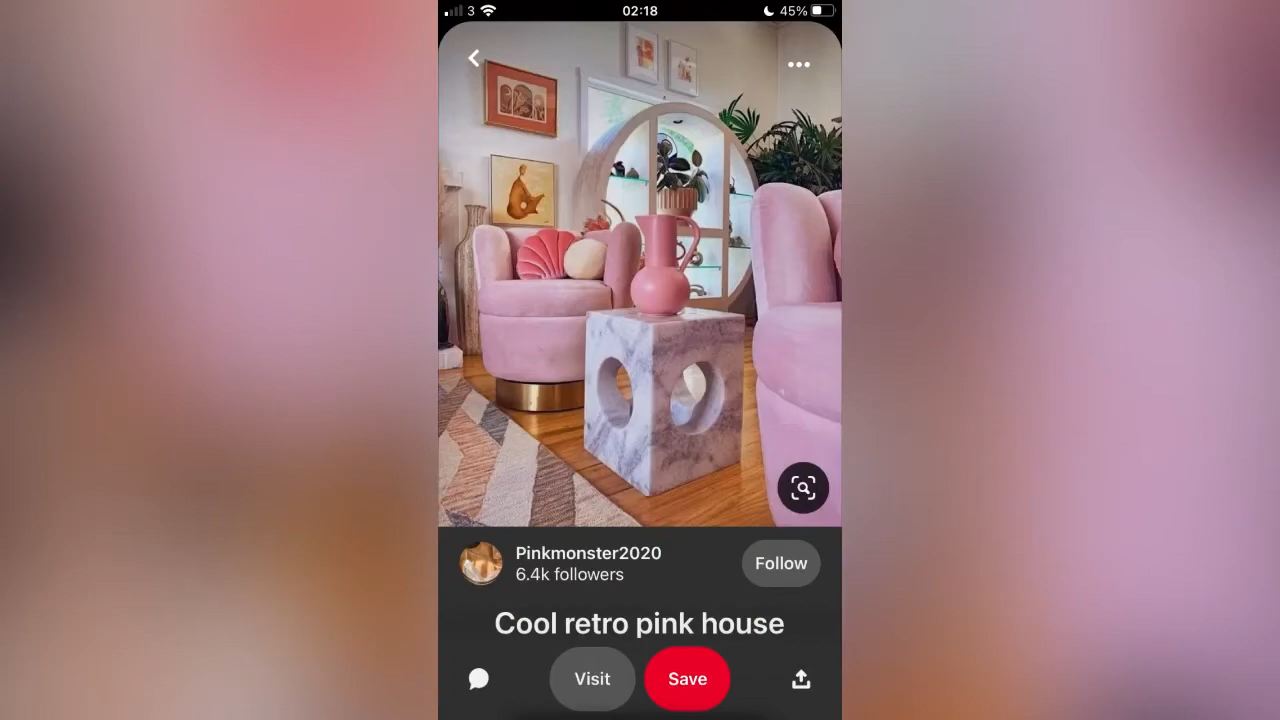 3 02:18 45%
Pinkmonster2020
6.4k followers
Follow
Cool retro pink house
Visit
Save